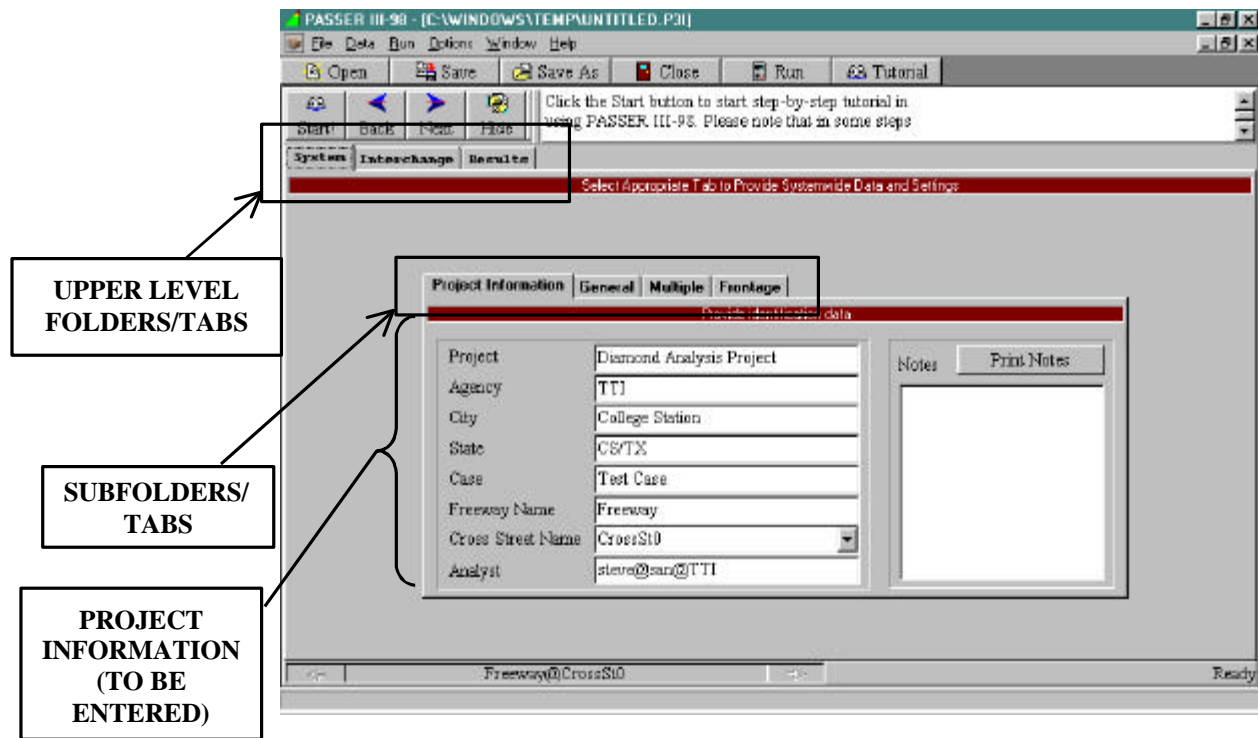 PASSER III-98 - [C:\WINDOWS\TEMP\UNTITLED.P3I]
File Data Run Options Window Help
Open Save Save As Close Run Tutorial
Start! Back Next Hide
Click the Start button to start step-by-step tutorial in
using PASSER III-98. Please note that in some steps
System Interchange Results
Select Appropriate Tab to Provide Systemwide Data and Settings
UPPER LEVEL
FOLDERS/TABS
Project Information General Multiple Frontage
Provide identification data
Project Diamond Analysis Project
Agency TTI
City College Station
State CS/TX
Case Test Case
Freeway Name Freeway
Cross Street Name CrossSt0
Analyst steve@san@TTI
Notes Print Notes
SUBFOLDERS/
TABS
PROJECT
INFORMATION
(TO BE
ENTERED)
Freeway@CrossSt0
Ready